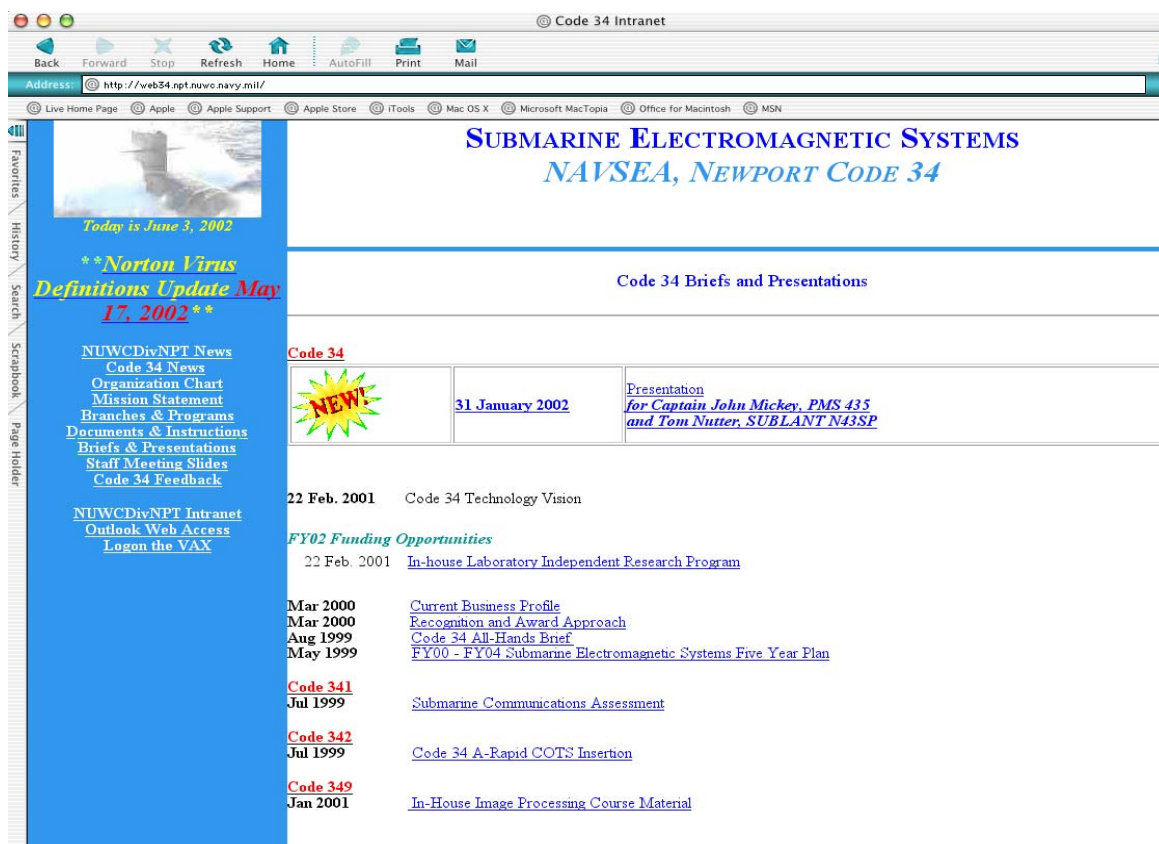 Code 34 Intranet
Back Forward Stop Refresh Home AutoFill Print Mail
Address: http://web34.npt.nuwc.navy.mil/
Live Home Page Apple Apple Support Apple Store iTools Mac OS X Microsoft MacTopia Office for Macintosh MSN
Favorites
History
Search
Scrapbook
Page Holder
Today is June 3, 2002
**Norton Virus
Definitions Update May
17, 2002**
NUWCDivNPT News
Code 34 News
Organization Chart
Mission Statement
Branches & Programs
Documents & Instructions
Briefs & Presentations
Staff Meeting Slides
Code 34 Feedback
NUWCDivNPT Intranet
Outlook Web Access
Logon the VAX
SUBMARINE ELECTROMAGNETIC SYSTEMS
NAVSEA, NEWPORT CODE 34
Code 34 Briefs and Presentations
Code 34
NEW!
31 January 2002
Presentation
for Captain John Mickey, PMS 435
and Tom Nutter, SUBLANT N43SP
22 Feb. 2001 Code 34 Technology Vision
FY02 Funding Opportunities
22 Feb. 2001 In-house Laboratory Independent Research Program
Mar 2000 Current Business Profile
Mar 2000 Recognition and Award Approach
Aug 1999 Code 34 All-Hands Brief
May 1999 FY00 - FY04 Submarine Electromagnetic Systems Five Year Plan
Code 341
Jul 1999 Submarine Communications Assessment
Code 342
Jul 1999 Code 34 A-Rapid COTS Insertion
Code 349
Jan 2001 In-House Image Processing Course Material